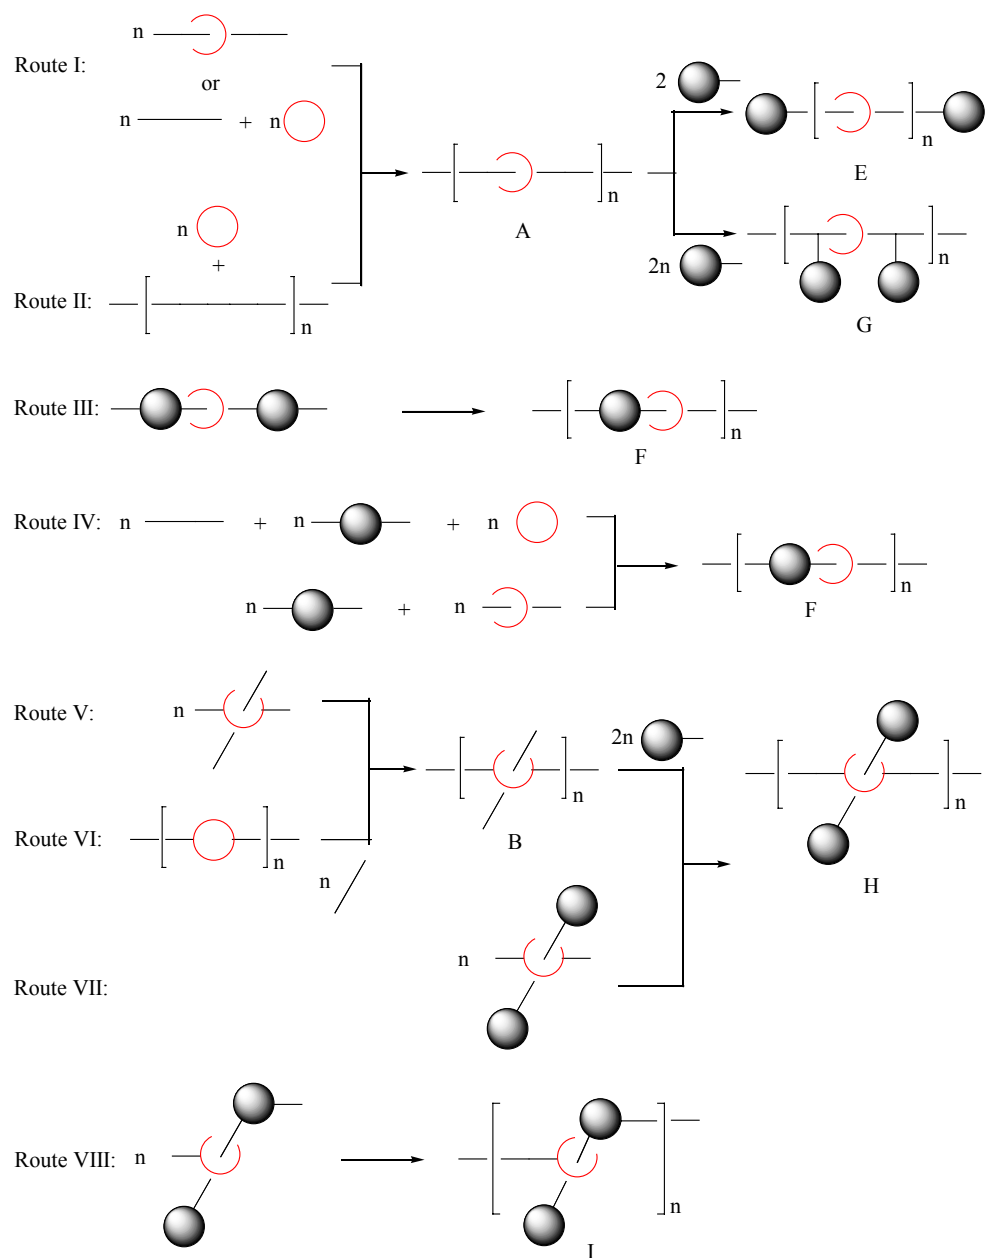 n
Route I:
or
n + n
2
n
E
n
A
n
+
2n
n
G
Route II:
n
Route III:
n
F
Route IV: n + n + n
n
F
n + n
Route V: n
2n
n
n
B
H
Route VI:
n
n
n
Route VII:
Route VIII: n
n
I